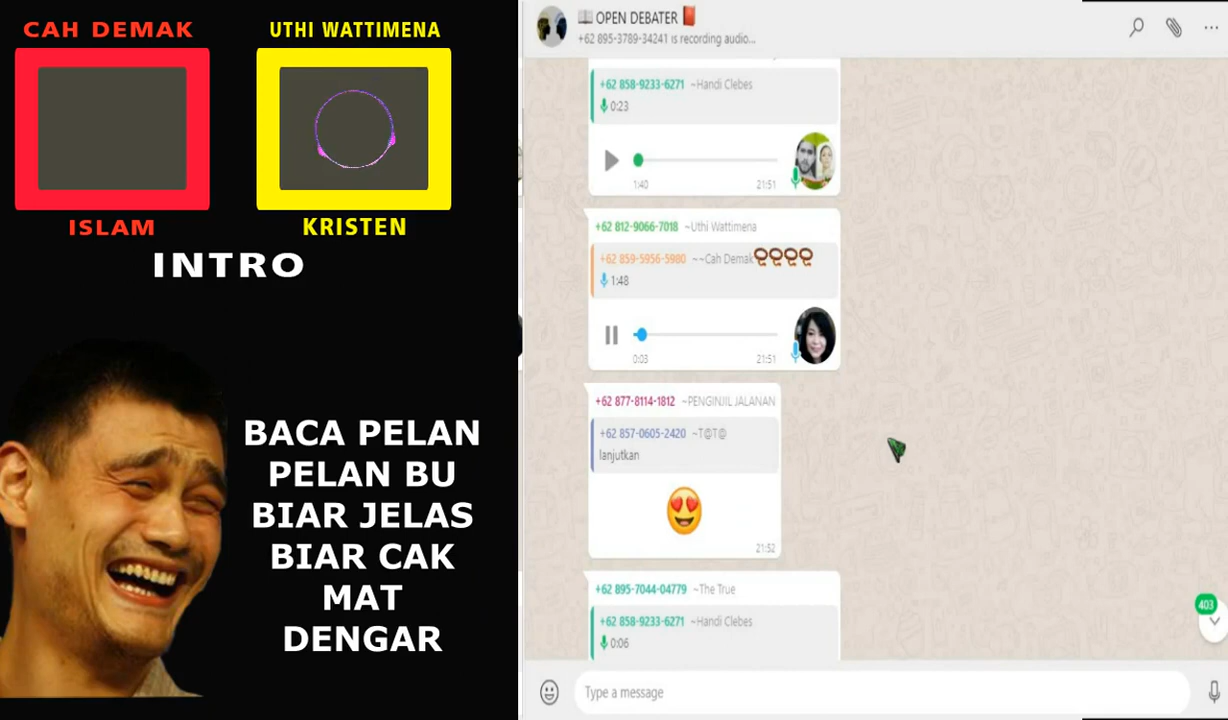 CAH DEMAK
UTHI WATTIMENA
ISLAM
KRISTEN
INTRO
BACA PELAN
PELAN BU
BIAR JELAS
BIAR CAK
MAT
DENGAR
OPEN DEBATER
+62 895-3789-34241 is recording audio...
+62 858-9233-6271 ~Handi Clebes
0:23
1:40 21:51
+62 812-9066-7018 ~Uthi Wattimena
+62 859-5956-5980 ~~Cah Demak
1:48
0:03 21:51
+62 877-8114-1812 ~PENGINJIL JALANAN
+62 857-0605-2420 ~T@T@
lanjutkan
21:52
+62 895-7044-04779 ~The True
+62 858-9233-6271 ~Handi Clebes
0:06
403
Type a message